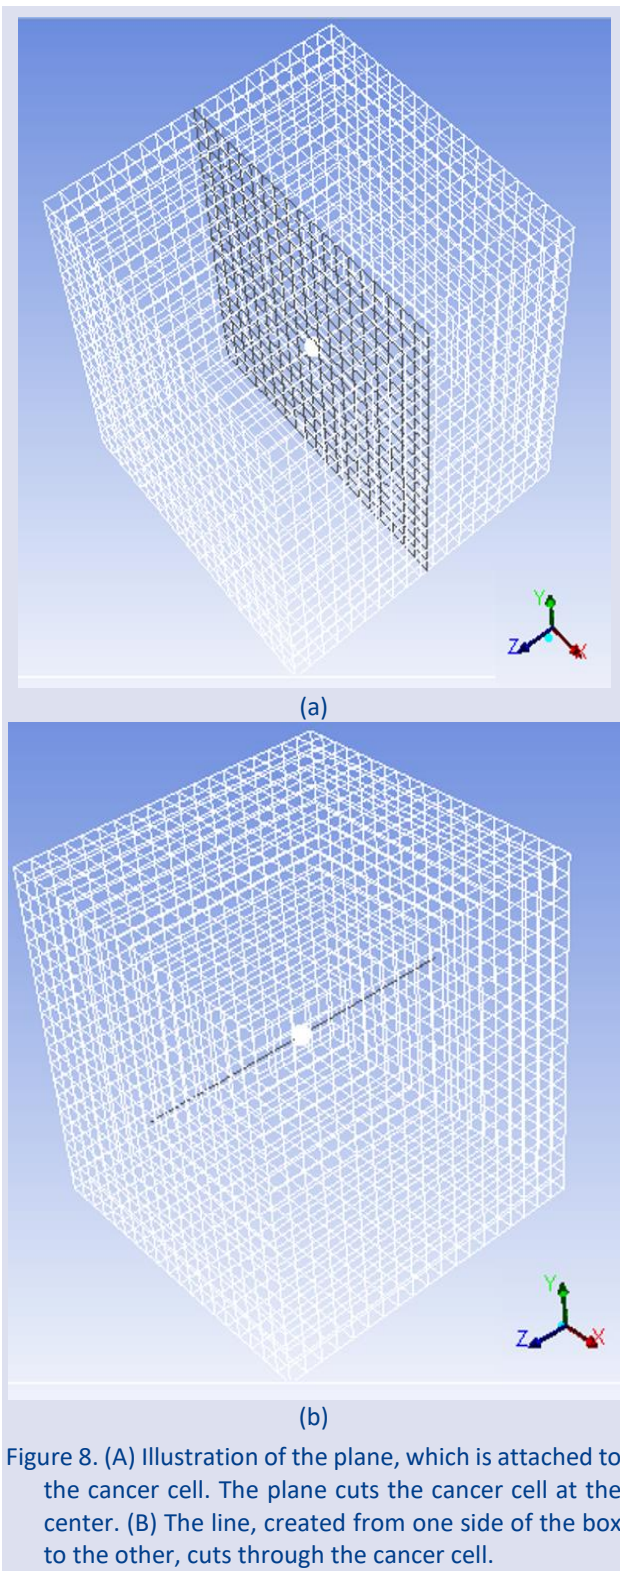 Y
Z
X
(a)
Y
Z
X
(b)
Figure 8. (A) Illustration of the plane, which is attached to
the cancer cell. The plane cuts the cancer cell at the
center. (B) The line, created from one side of the box
to the other, cuts through the cancer cell.